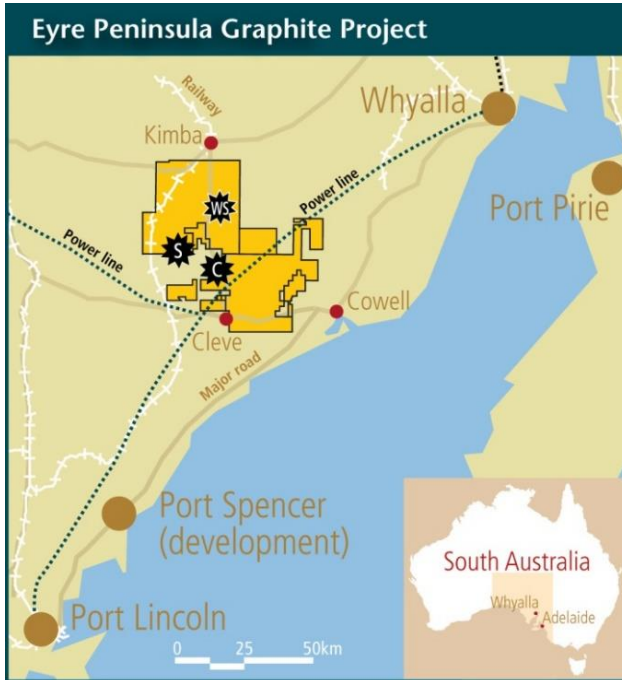 Eyre Peninsula Graphite Project
Railway
Whyalla
Kimba
Port Pirie
WS
Power line
S
Power line
C
Cowell
Cleve
Major road
Port Spencer
(development)
South Australia
Whyalla
Adelaide
Port Lincoln
0 25 50km